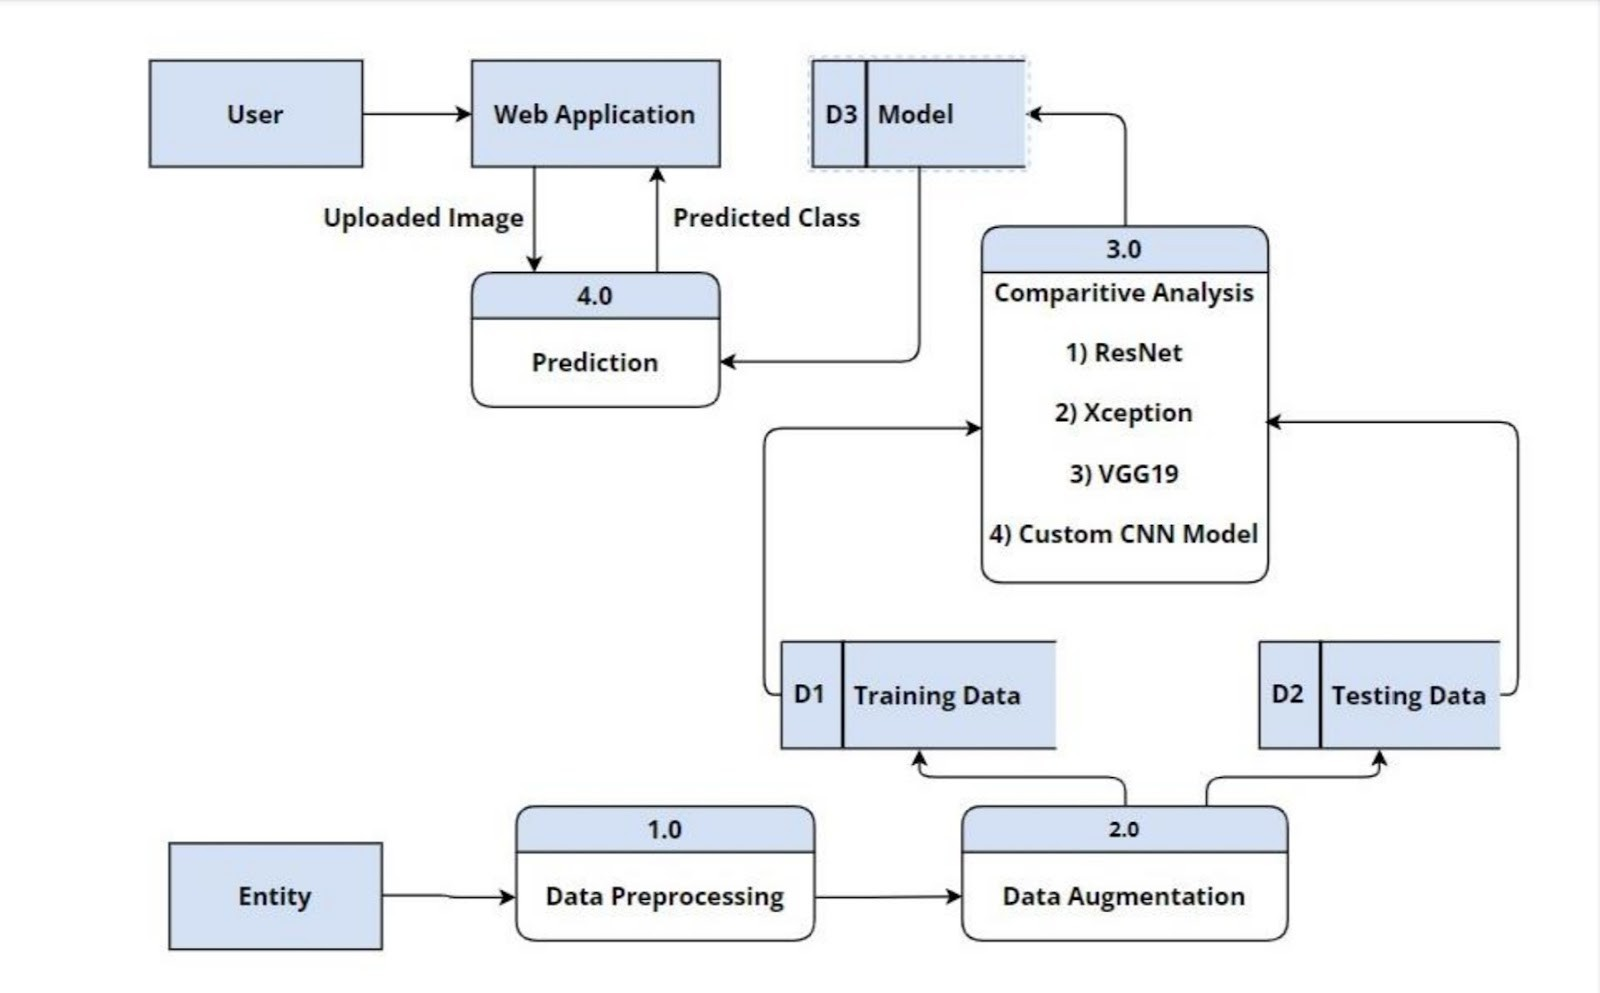 User
Web Application
D3
Model
Uploaded Image
Predicted Class
3.0
Comparitive Analysis
1) ResNet
2) Xception
3) VGG19
4) Custom CNN Model
4.0
Prediction
D1
Training Data
D2
Testing Data
Entity
1.0
Data Preprocessing
2.0
Data Augmentation